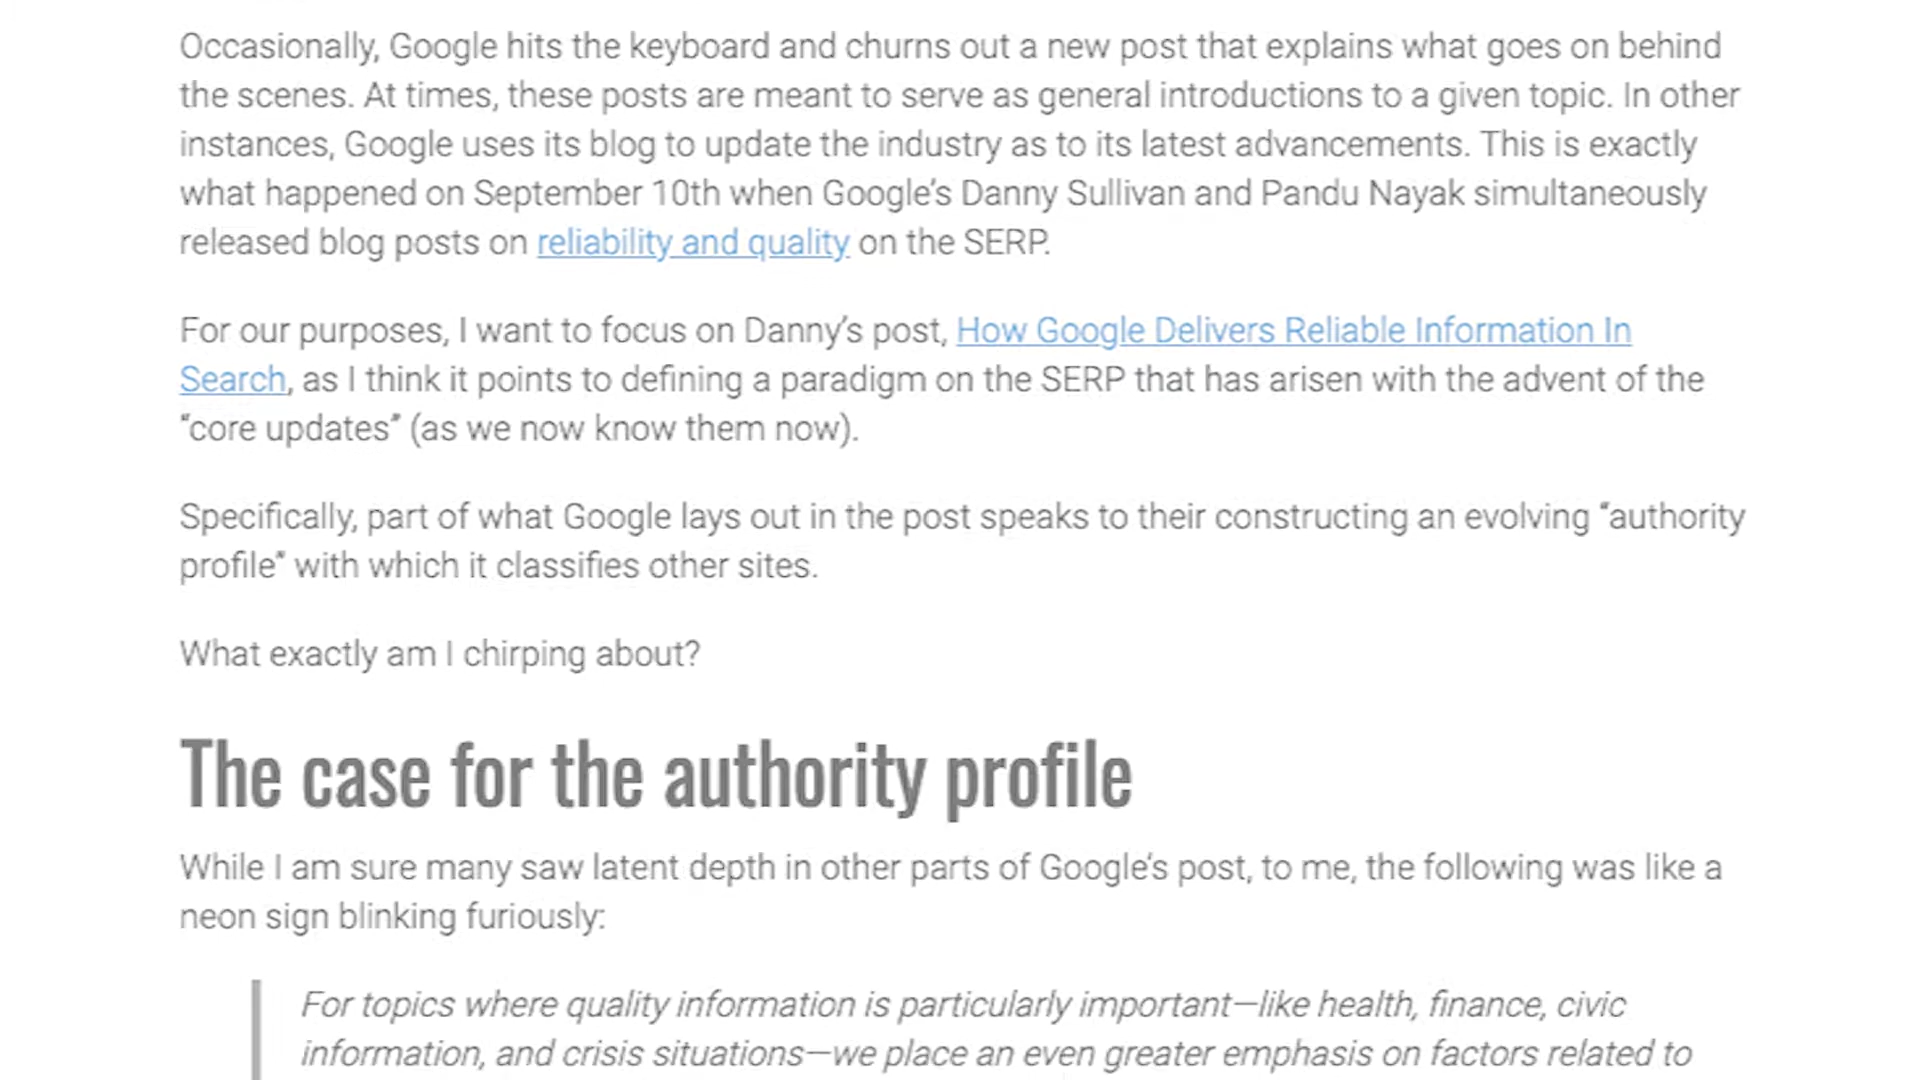 Occasionally, Google hits the keyboard and churns out a new post that explains what goes on behind
the scenes. At times, these posts are meant to serve as general introductions to a given topic. In other
instances, Google uses its blog to update the industry as to its latest advancements. This is exactly
what happened on September 10th when Google's Danny Sullivan and Pandu Nayak simultaneously
released blog posts on reliability and quality on the SERP.
For our purposes, I want to focus on Danny's post, How Google Delivers Reliable Information In
Search, as I think it points to defining a paradigm on the SERP that has arisen with the advent of the
“core updates” (as we now know them now).
Specifically, part of what Google lays out in the post speaks to their constructing an evolving “authority
profile” with which it classifies other sites.
What exactly am I chirping about?
The case for the authority profile
While I am sure many saw latent depth in other parts of Google's post, to me, the following was like a
neon sign blinking furiously:
For topics where quality information is particularly important—like health, finance, civic
information, and crisis situations—we place an even greater emphasis on factors related to